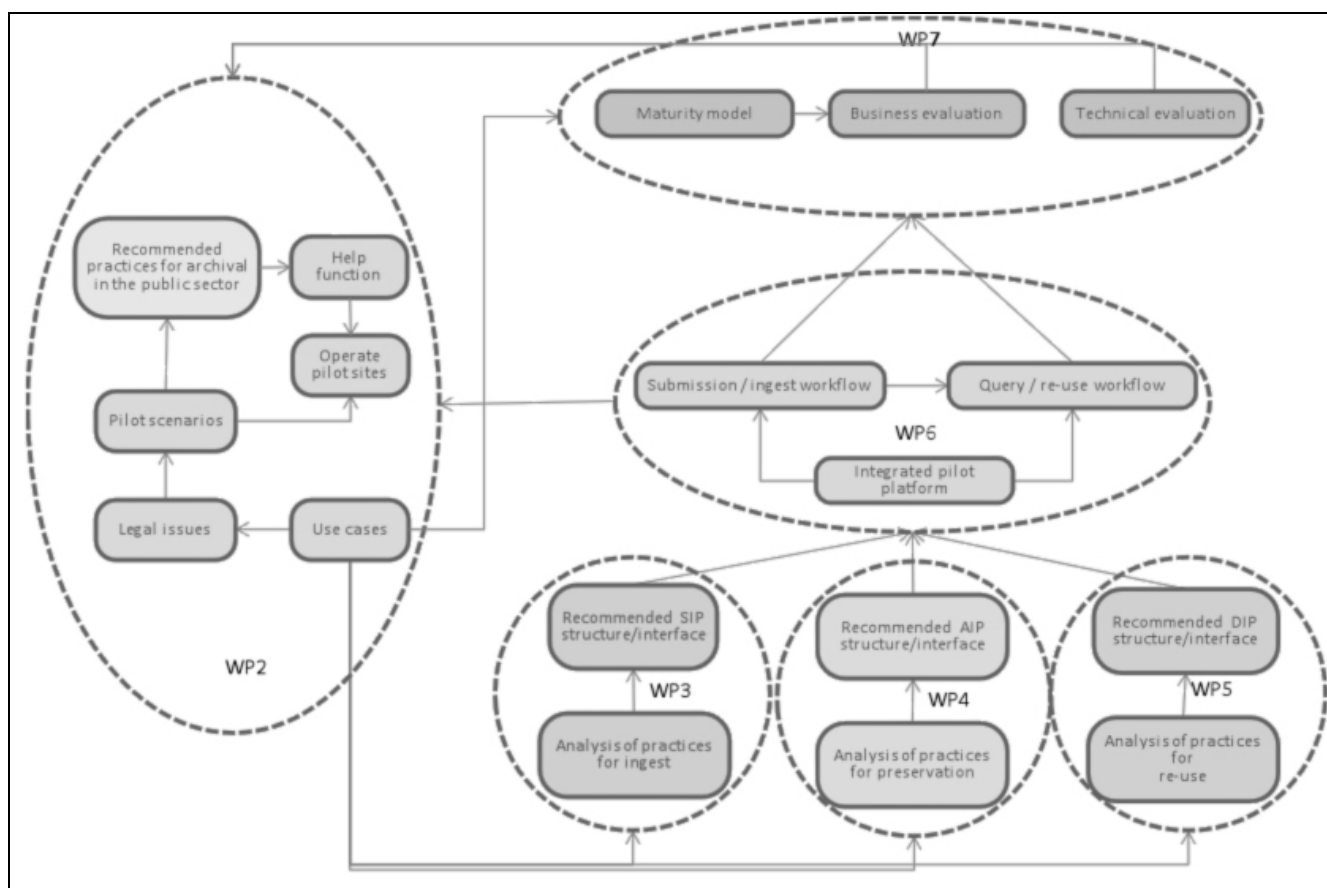 WP7
Maturity model
Business evaluation
Technical evaluation
Recommended
practices for archival
in the public sector
Help
function
Operate
pilot sites
Pilot scenarios
Legal issues
Use cases
WP2
Submission / ingest workflow
Query / re-use workflow
WP6
Integrated pilot
platform
Recommended SIP
structure/interface
WP3
Analysis of practices
for ingest
Recommended AIP
structure/interface
WP4
Analysis of practices
for preservation
Recommended DIP
structure/interface
WP5
Analysis of practices
for
re-use